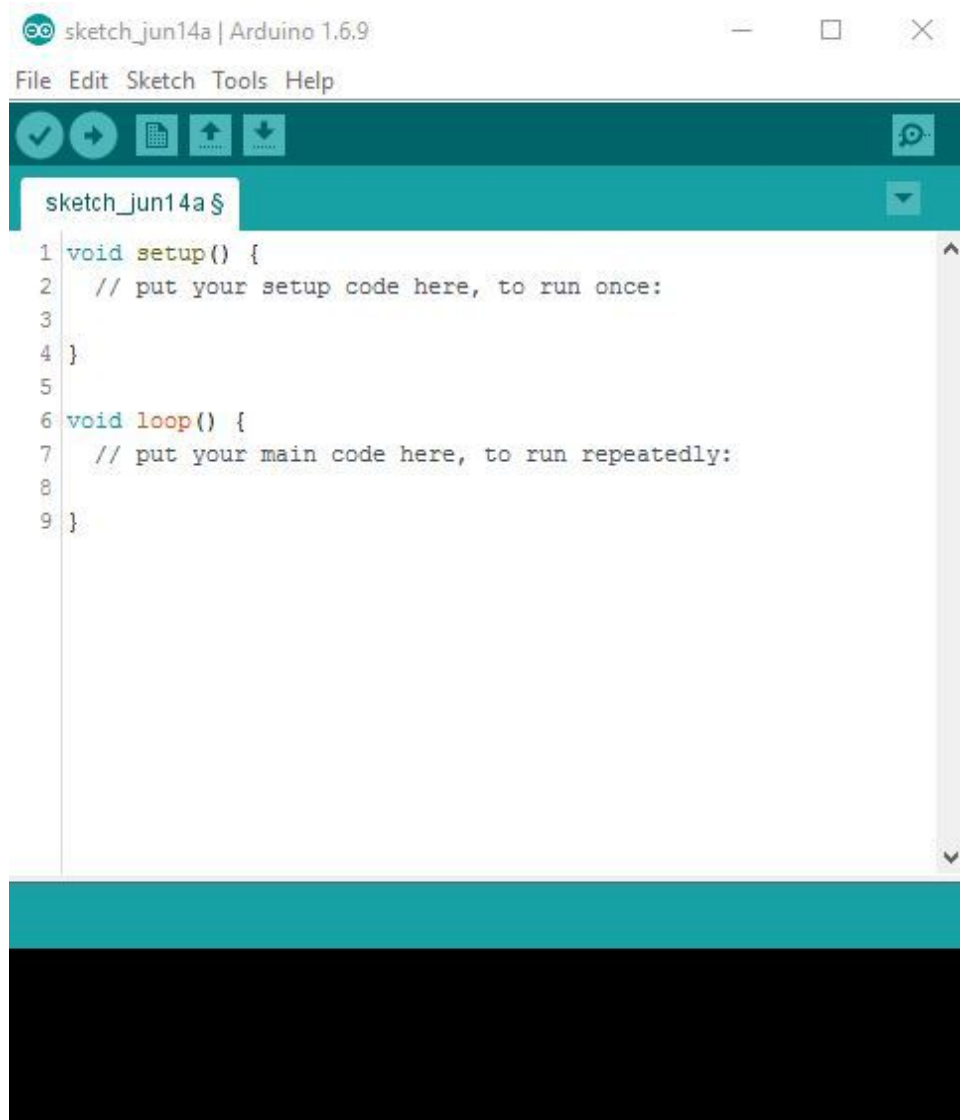 sketch_jun14a | Arduino 1.6.9
File Edit Sketch Tools Help
sketch_jun14a §
1 void setup() {
2   // put your setup code here, to run once:
3
4 }
5
6 void loop() {
7   // put your main code here, to run repeatedly:
8
9 }